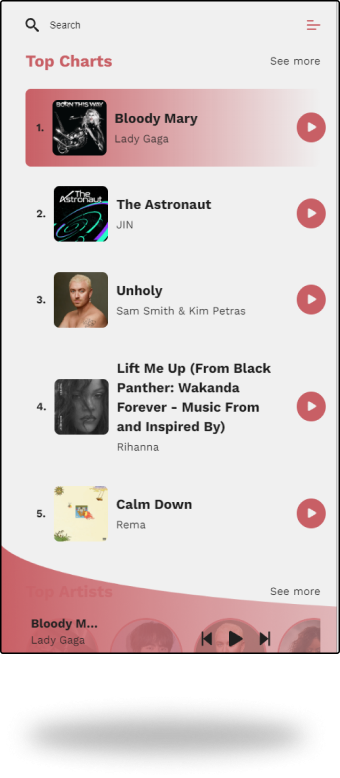 Search
Top Charts
See more
BORN THIS WAY
1.
Bloody Mary
Lady Gaga
The
Astronaut
2.
The Astronaut
JIN
3.
Unholy
Sam Smith & Kim Petras
4.
Lift Me Up (From Black
Panther: Wakanda
Forever - Music From
and Inspired By)
Rihanna
5.
Calm Down
Rema
Top Artists
See more
Bloody M...
Lady Gaga